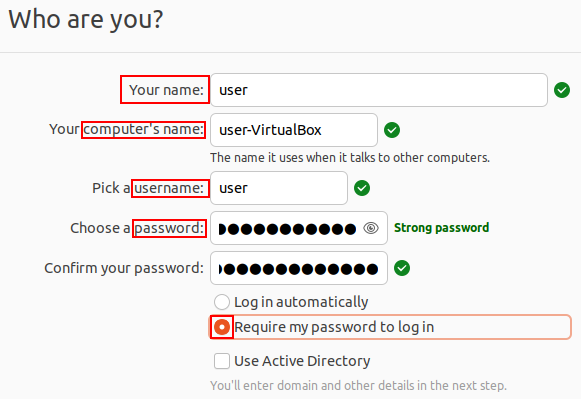 Who are you?
Your name: user
Your computer's name: user-VirtualBox
The name it uses when it talks to other computers.
Pick a username: user
Choose a password: ●●●●●●●●●●●● Strong password
Confirm your password: ●●●●●●●●●●●●●●
Log in automatically
Require my password to log in
Use Active Directory
You'll enter domain and other details in the next step.